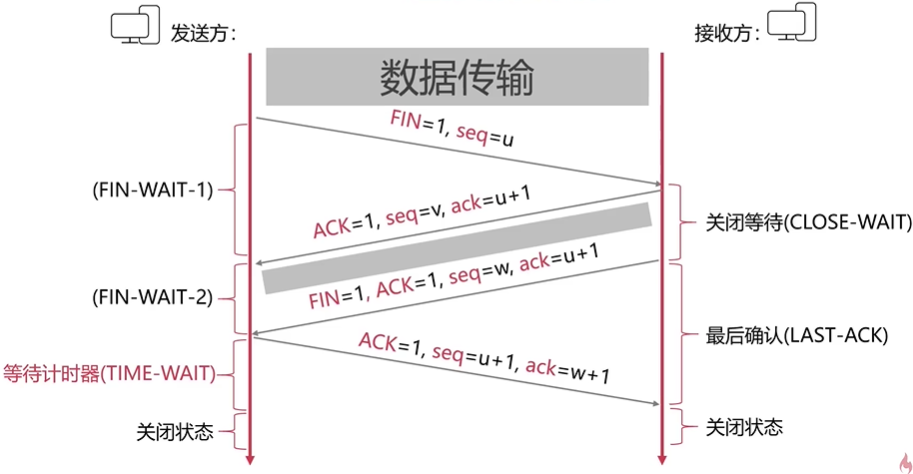 发送方：
接收方：
数据传输
FIN=1, seq=u
(FIN-WAIT-1)
ACK=1, seq=v, ack=u+1
关闭等待(CLOSE-WAIT)
(FIN-WAIT-2)
FIN=1, ACK=1, seq=w, ack=u+1
最后确认(LAST-ACK)
ACK=1, seq=u+1, ack=w+1
等待计时器(TIME-WAIT)
关闭状态
关闭状态